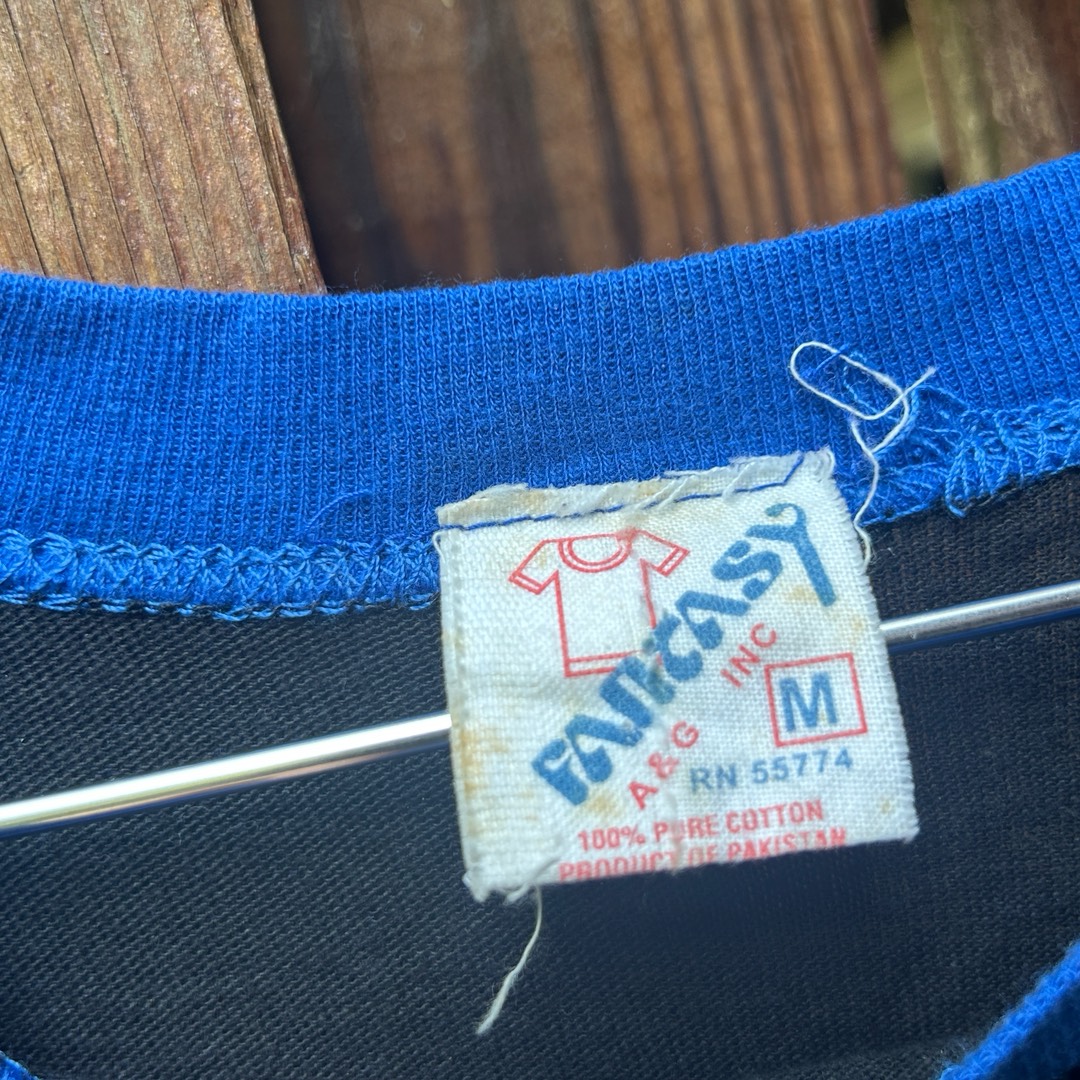 FANTASY
A&G INC
M
RN 55774
100% PURE COTTON
PRODUCT OF PAKISTAN